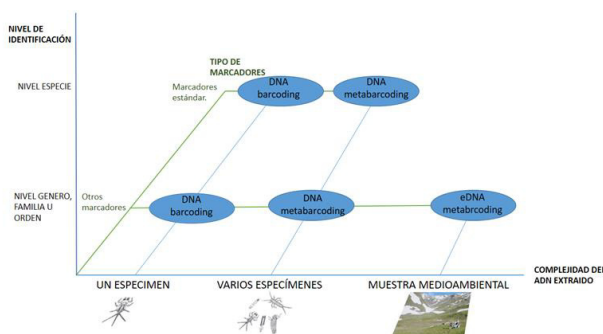 NIVEL DE
IDENTIFICACIÓN
TIPO DE
MARCADORES
NIVEL ESPECIE
Marcadores
estándar.
DNA
barcoding
DNA
metabarcoding
NIVEL GENERO,
FAMILIA U
ORDEN
Otros
marcadores
DNA
barcoding
DNA
metabarcoding
eDNA
metabrcoding
UN ESPECIMEN
VARIOS ESPECÍMENES
MUESTRA MEDIOAMBIENTAL
COMPLEJIDAD DEL
ADN EXTRAIDO